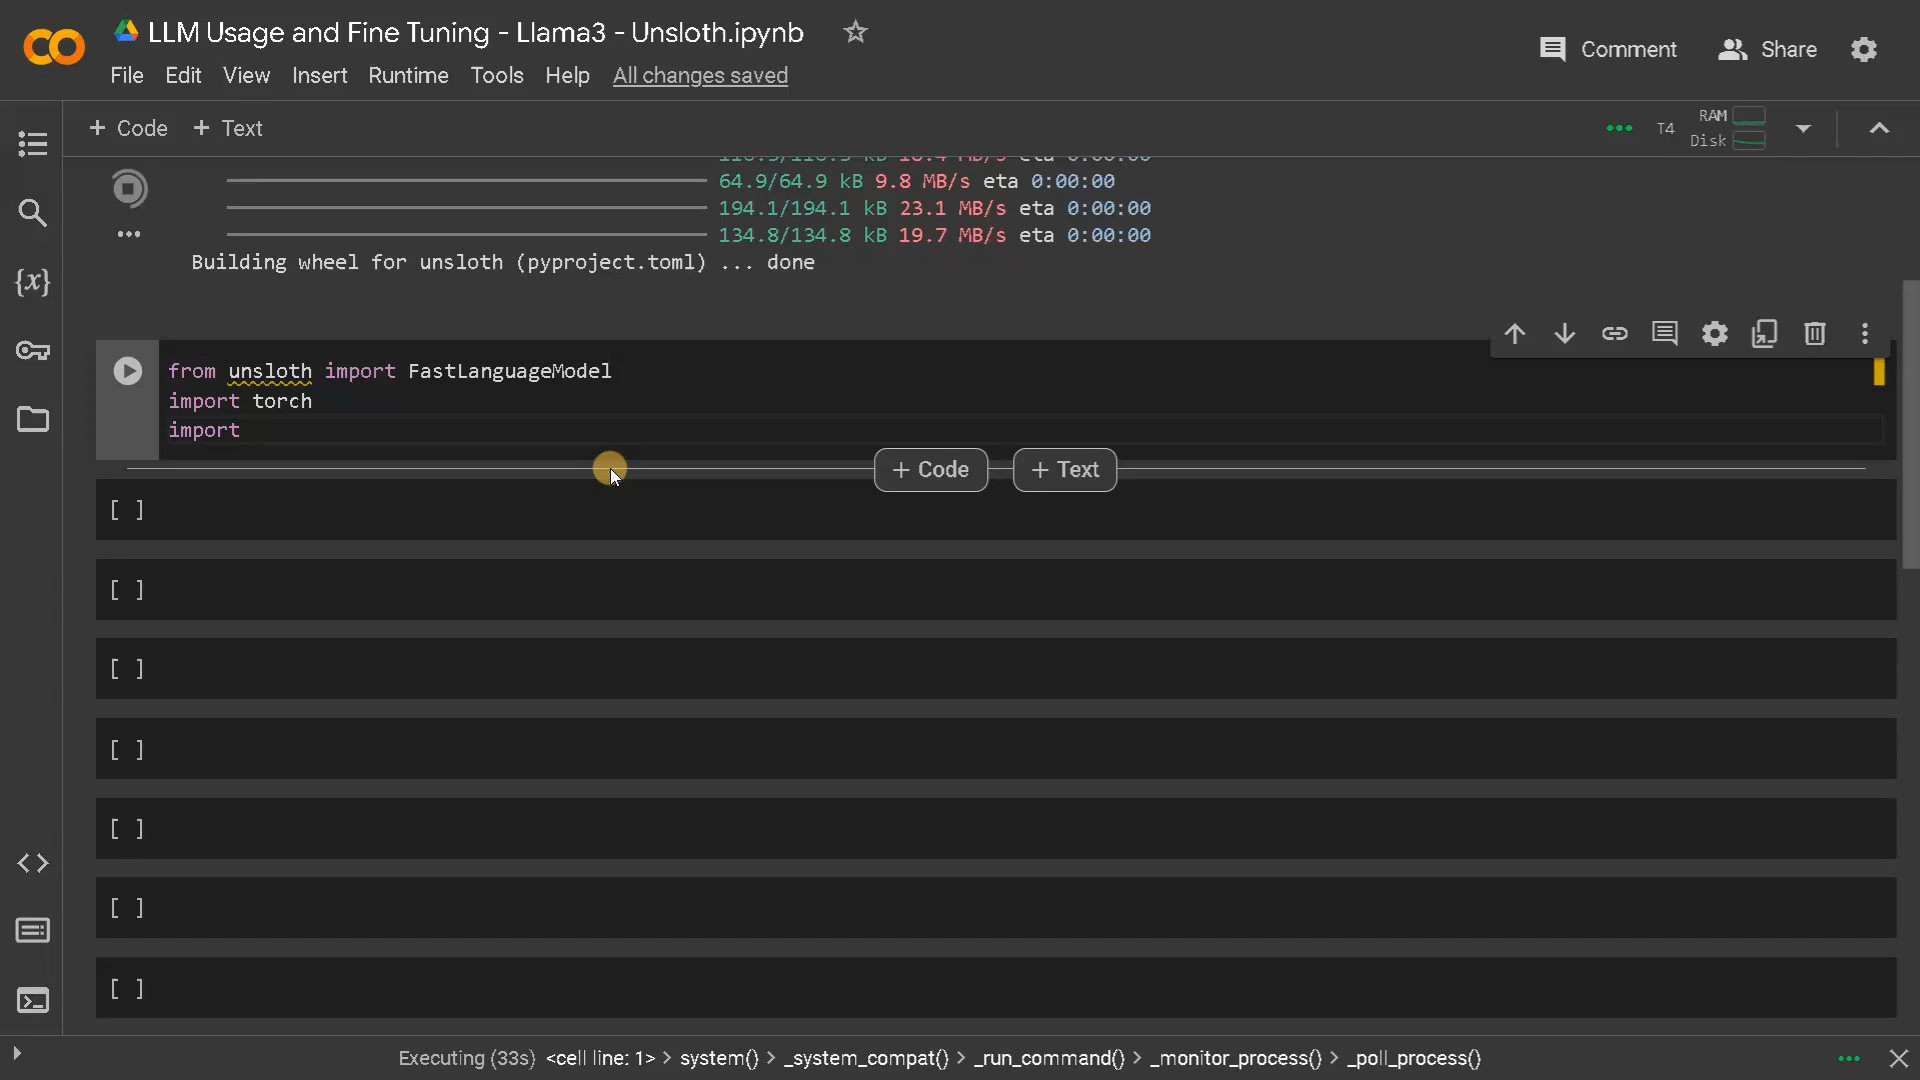 LLM Usage and Fine Tuning - Llama3 - Unsloth.ipynb
File Edit View Insert Runtime Tools Help All changes saved
Comment Share
+ Code + Text
T4 RAM Disk
64.9/64.9 kB 9.8 MB/s eta 0:00:00
194.1/194.1 kB 23.1 MB/s eta 0:00:00
134.8/134.8 kB 19.7 MB/s eta 0:00:00
Building wheel for unsloth (pyproject.toml) ... done
from unsloth import FastLanguageModel
import torch
import
+ Code + Text
[ ]
[ ]
[ ]
[ ]
[ ]
[ ]
[ ]
Executing (33s) <cell line: 1> > system() > _system_compat() > _run_command() > _monitor_process() > _poll_process()